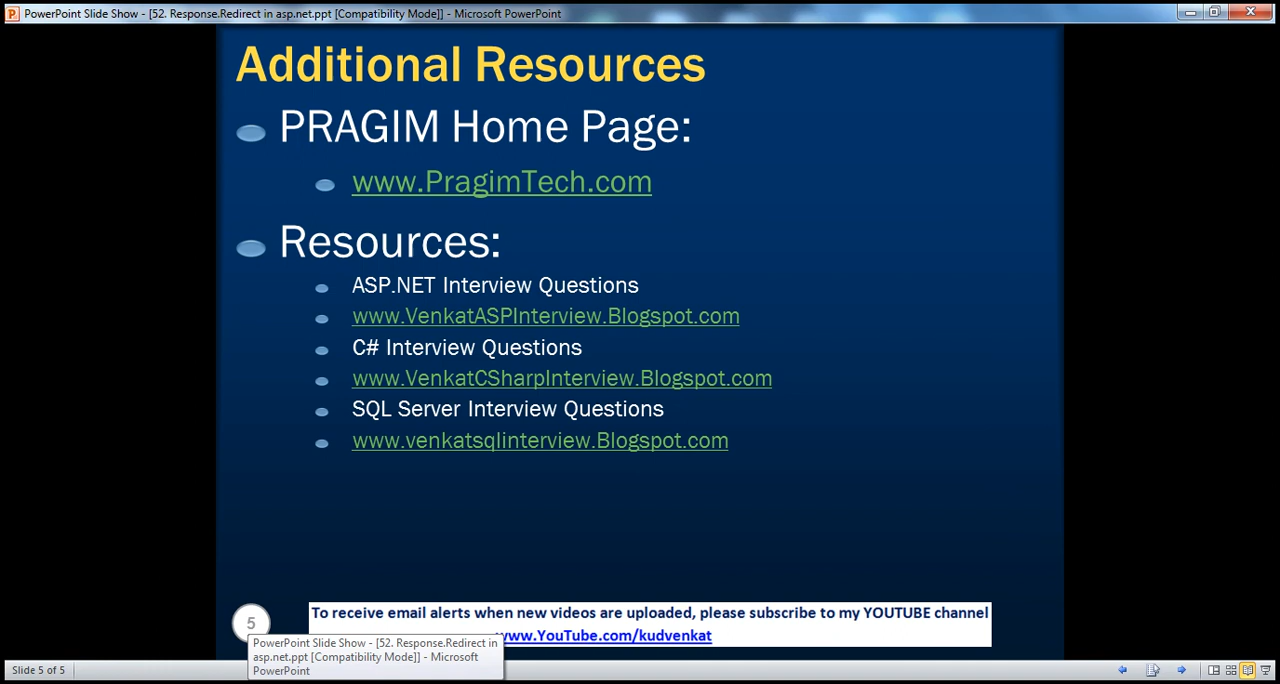 PowerPoint Slide Show - [52. Response.Redirect in asp.net.ppt [Compatibility Mode]] - Microsoft PowerPoint
Additional Resources
PRAGIM Home Page:
www.PragimTech.com
Resources:
ASP.NET Interview Questions
www.VenkatASPInterview.Blogspot.com
C# Interview Questions
www.VenkatCSharpInterview.Blogspot.com
SQL Server Interview Questions
www.venkatsqlinterview.Blogspot.com
5
To receive email alerts when new videos are uploaded, please subscribe to my YOUTUBE channel
www.YouTube.com/kudvenkat
PowerPoint Slide Show - [52. Response.Redirect in
asp.net.ppt [Compatibility Mode]] - Microsoft
PowerPoint
Slide 5 of 5